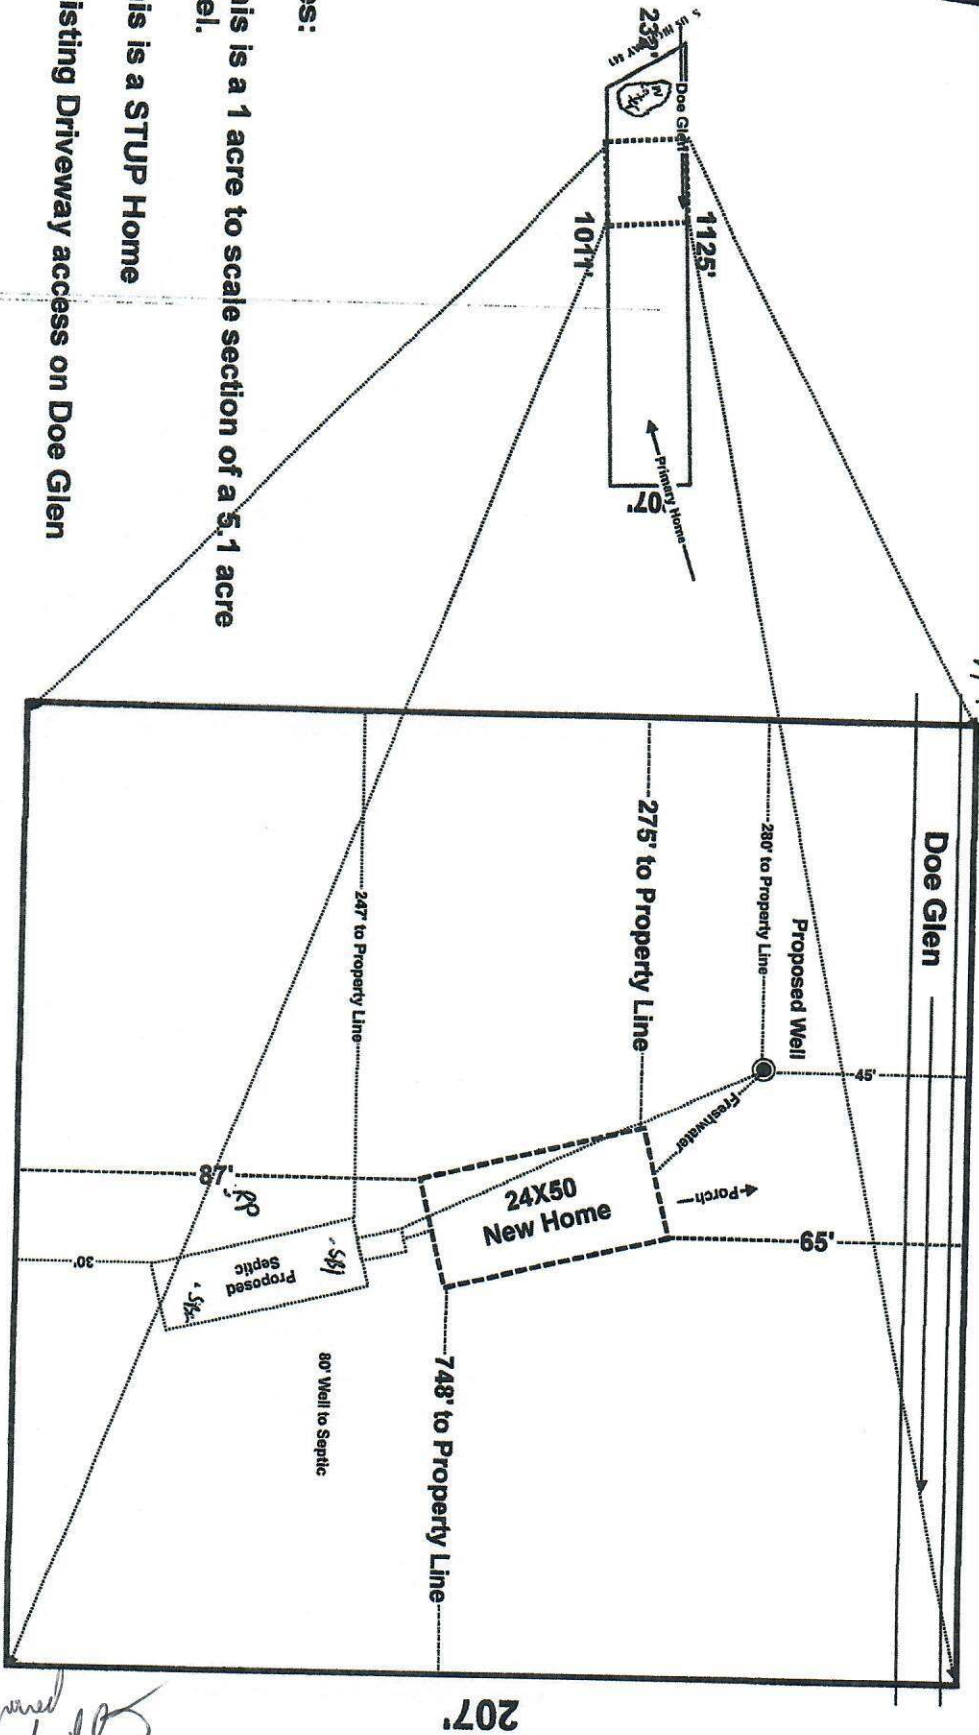 es:
his is a 1 acre to scale section of a 5.1 acre
el.
is is a STUP Home
isting Driveway access on Doe Glen
232'
Doe Glen
1125'
1011'
Primary Home
07'
Doe Glen
Proposed Well
280' to Property Line
275' to Property Line
247' to Property Line
45'
Freshwater
Porch
24X50
New Home
65'
87'
30'
Proposed
Septic
80' Well to Septic
748' to Property Line
207'